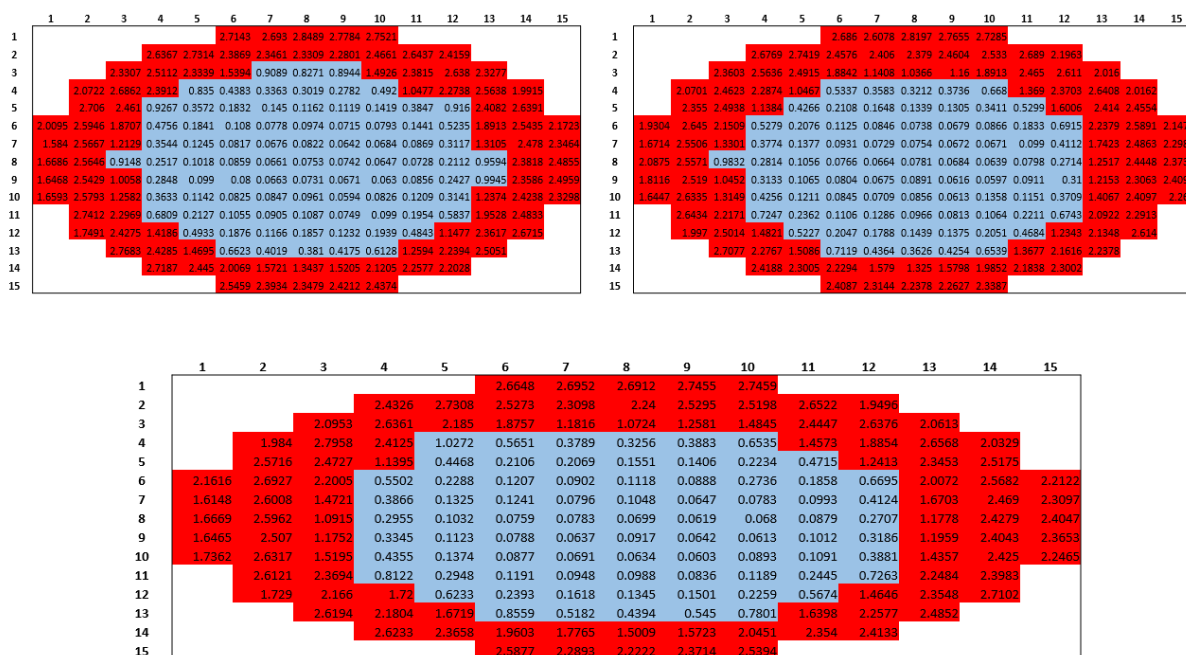 1 2 3 4 5 6 7 8 9 10 11 12 13 14 15
1 2.7143 2.693 2.8489 2.7784 2.7521
2 2.6367 2.7314 2.3869 2.3461 2.3309 2.2801 2.4661 2.6437 2.4159
3 2.3307 2.5112 2.3339 1.5394 0.9089 0.8271 0.8944 1.4926 2.3815 2.638 2.3277
4 2.0722 2.6862 2.3912 0.835 0.4383 0.3363 0.3019 0.2782 0.492 1.0477 2.2738 2.5638 1.9915
5 2.706 2.461 0.9267 0.3572 0.1832 0.145 0.1162 0.1119 0.1419 0.3847 0.916 2.4082 2.6391
6 2.0095 2.5946 1.8707 0.4756 0.1841 0.108 0.0778 0.0974 0.0715 0.0793 0.1441 0.5235 1.8913 2.5435 2.1723
7 1.584 2.5667 1.2129 0.3544 0.1245 0.0817 0.0676 0.0822 0.0642 0.0684 0.0869 0.3117 1.3105 2.478 2.3464
8 1.6686 2.5646 0.9148 0.2517 0.1018 0.0859 0.0661 0.0753 0.0742 0.0647 0.0728 0.2112 0.9594 2.3818 2.4855
9 1.6468 2.5429 1.0058 0.2848 0.099 0.08 0.0663 0.0731 0.0671 0.063 0.0856 0.2427 0.9945 2.3586 2.4959
10 1.6593 2.5793 1.2582 0.3633 0.1142 0.0825 0.0847 0.0961 0.0594 0.0826 0.1209 0.3141 1.2374 2.4238 2.3298
11 2.7412 2.2969 0.6809 0.2127 0.1055 0.0905 0.1087 0.0749 0.099 0.1954 0.5837 1.9528 2.4833
12 1.7491 2.4275 1.4186 0.4933 0.1876 0.1166 0.1857 0.1232 0.1939 0.4843 1.1477 2.3617 2.6715
13 2.7683 2.4285 1.4695 0.6623 0.4019 0.381 0.4175 0.6128 1.2594 2.2394 2.5051
14 2.7187 2.445 2.0069 1.5721 1.3437 1.5205 2.1205 2.2577 2.2028
15 2.5459 2.3934 2.3479 2.4212 2.4374
1 2 3 4 5 6 7 8 9 10 11 12 13 14 15
1 2.686 2.6078 2.8197 2.7655 2.7285
2 2.6769 2.7419 2.4576 2.406 2.379 2.4604 2.533 2.689 2.1963
3 2.3603 2.5636 2.4915 1.8842 1.1408 1.0366 1.16 1.8913 2.465 2.611 2.016
4 2.0701 2.4623 2.2874 1.0467 0.5337 0.3583 0.3212 0.3736 0.668 1.369 2.3703 2.6408 2.0162
5 2.355 2.4938 1.1384 0.4266 0.2108 0.1648 0.1339 0.1305 0.3411 0.5299 1.6006 2.414 2.4554
6 1.9304 2.645 2.1509 0.5279 0.2076 0.1125 0.0846 0.0738 0.0679 0.0866 0.1833 0.6915 2.2379 2.5891 2.147
7 1.6714 2.5506 1.3301 0.3774 0.1377 0.0931 0.0729 0.0754 0.0672 0.0671 0.099 0.4112 1.7423 2.4863 2.298
8 2.0875 2.5571 0.9832 0.2814 0.1056 0.0766 0.0664 0.0781 0.0684 0.0639 0.0798 0.2714 1.2517 2.4448 2.375
9 1.8116 2.519 1.0452 0.3133 0.1065 0.0804 0.0675 0.0891 0.0616 0.0597 0.0911 0.31 1.2153 2.3063 2.409
10 1.6447 2.6335 1.3149 0.4256 0.1211 0.0845 0.0709 0.0856 0.0613 0.1358 0.1151 0.3709 1.4067 2.4097 2.262
11 2.6434 2.2171 0.7247 0.2362 0.1106 0.1286 0.0966 0.0813 0.1064 0.2211 0.6743 2.0922 2.2913
12 1.997 2.5014 1.4821 0.5227 0.2047 0.1788 0.1439 0.1375 0.2051 0.4684 1.2343 2.1348 2.614
13 2.7077 2.2767 1.5086 0.7119 0.4364 0.3626 0.4254 0.6539 1.3677 2.1616 2.2378
14 2.4188 2.3005 2.2294 1.579 1.325 1.5798 1.9852 2.1838 2.3002
15 2.4087 2.3144 2.2378 2.2627 2.3387
1 2 3 4 5 6 7 8 9 10 11 12 13 14 15
1 2.6648 2.6952 2.6912 2.7455 2.7459
2 2.4326 2.7308 2.5273 2.3098 2.24 2.5295 2.5198 2.6522 1.9496
3 2.0953 2.6361 2.185 1.8757 1.1816 1.0724 1.2581 1.4845 2.4447 2.6376 2.0613
4 1.984 2.7958 2.4125 1.0272 0.5651 0.3789 0.3256 0.3883 0.6535 1.4573 1.8854 2.6568 2.0329
5 2.5716 2.4727 1.1395 0.4468 0.2106 0.2069 0.1551 0.1406 0.2234 0.4715 1.2413 2.3453 2.5175
6 2.1616 2.6927 2.2005 0.5502 0.2288 0.1207 0.0902 0.1118 0.0888 0.2736 0.1858 0.6695 2.0072 2.5682 2.2122
7 1.6148 2.6008 1.4721 0.3866 0.1325 0.1241 0.0796 0.1048 0.0647 0.0783 0.0993 0.4124 1.6703 2.469 2.3097
8 1.6669 2.5962 1.0915 0.2955 0.1032 0.0759 0.0783 0.0699 0.0619 0.068 0.0879 0.2707 1.1778 2.4279 2.4047
9 1.6465 2.507 1.1752 0.3345 0.1123 0.0788 0.0637 0.0917 0.0642 0.0613 0.1012 0.3186 1.1959 2.4043 2.3653
10 1.7362 2.6317 1.5195 0.4355 0.1374 0.0877 0.0691 0.0634 0.0603 0.0893 0.1091 0.3881 1.4357 2.425 2.2465
11 2.6121 2.3694 0.8122 0.2948 0.1191 0.0948 0.0988 0.0836 0.1189 0.2445 0.7263 2.2484 2.3983
12 1.729 2.166 1.72 0.6233 0.2393 0.1618 0.1345 0.1501 0.2259 0.5674 1.4646 2.3548 2.7102
13 2.6194 2.1804 1.6719 0.8559 0.5182 0.4394 0.545 0.7801 1.6398 2.2577 2.4852
14 2.6233 2.3658 1.9603 1.7765 1.5009 1.5723 2.0451 2.354 2.4133
15 2.5877 2.2893 2.2222 2.3714 2.5394